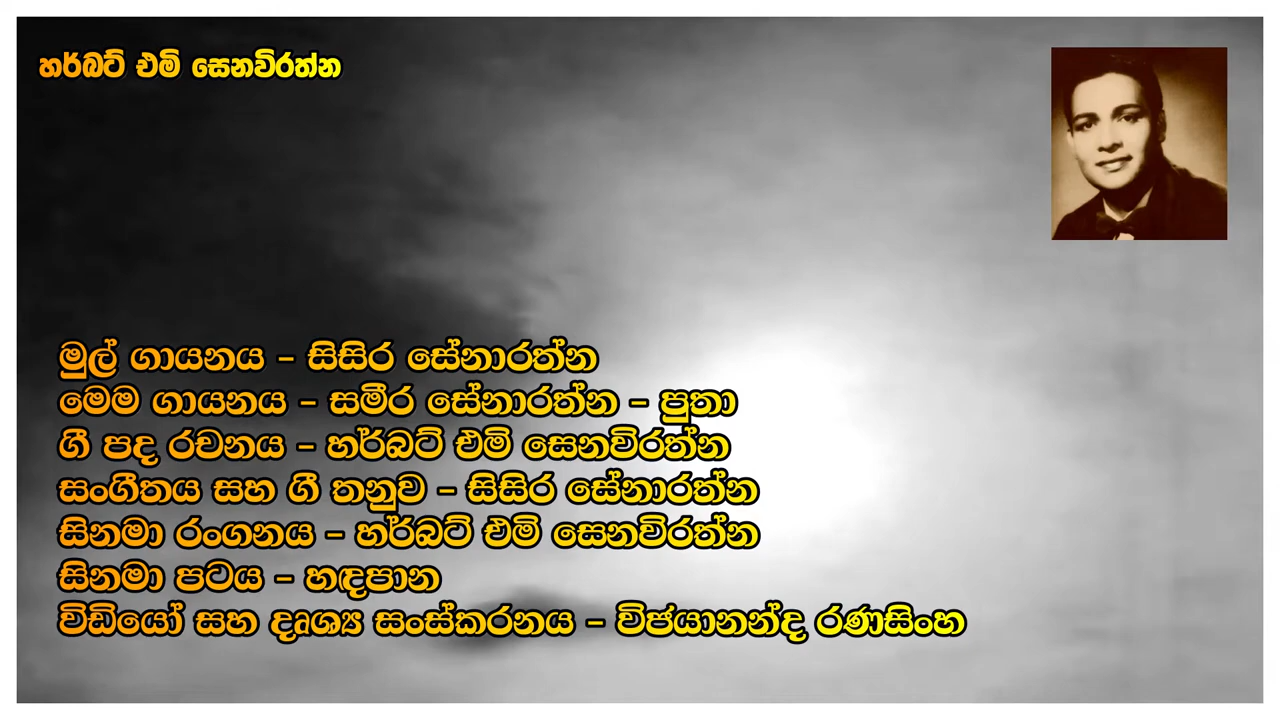 හර්බට් එම් සෙනවිරත්න
මුල් ගායනය - සිසිර සේනාරත්න
මෙම ගායනය - සමීර සේනාරත්න - පුතා
ගී පද රචනය - හර්බට් එම් සෙනවිරත්න
සංගීතය සහ ගී තනුව - සිසිර සේනාරත්න
සිනමා රංගනය - හර්බට් එම් සෙනවිරත්න
සිනමා පටය - හඳපාන
විඩියෝ සහ දෘශ්‍ය සංස්කරනය - විජයානන්ද රණසිංහ